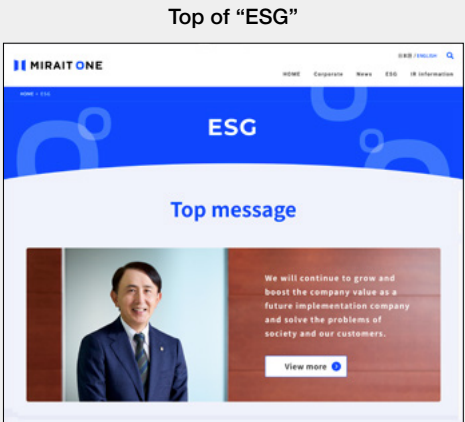 Top of “ESG”
MIRAIT ONE
日本語 / ENGLISH
HOME Corporate News ESG IR Information
HOME > ESG
ESG
Top message
We will continue to grow and
boost the company value as a
future implementation company
and solve the problems of
society and our customers.
View more